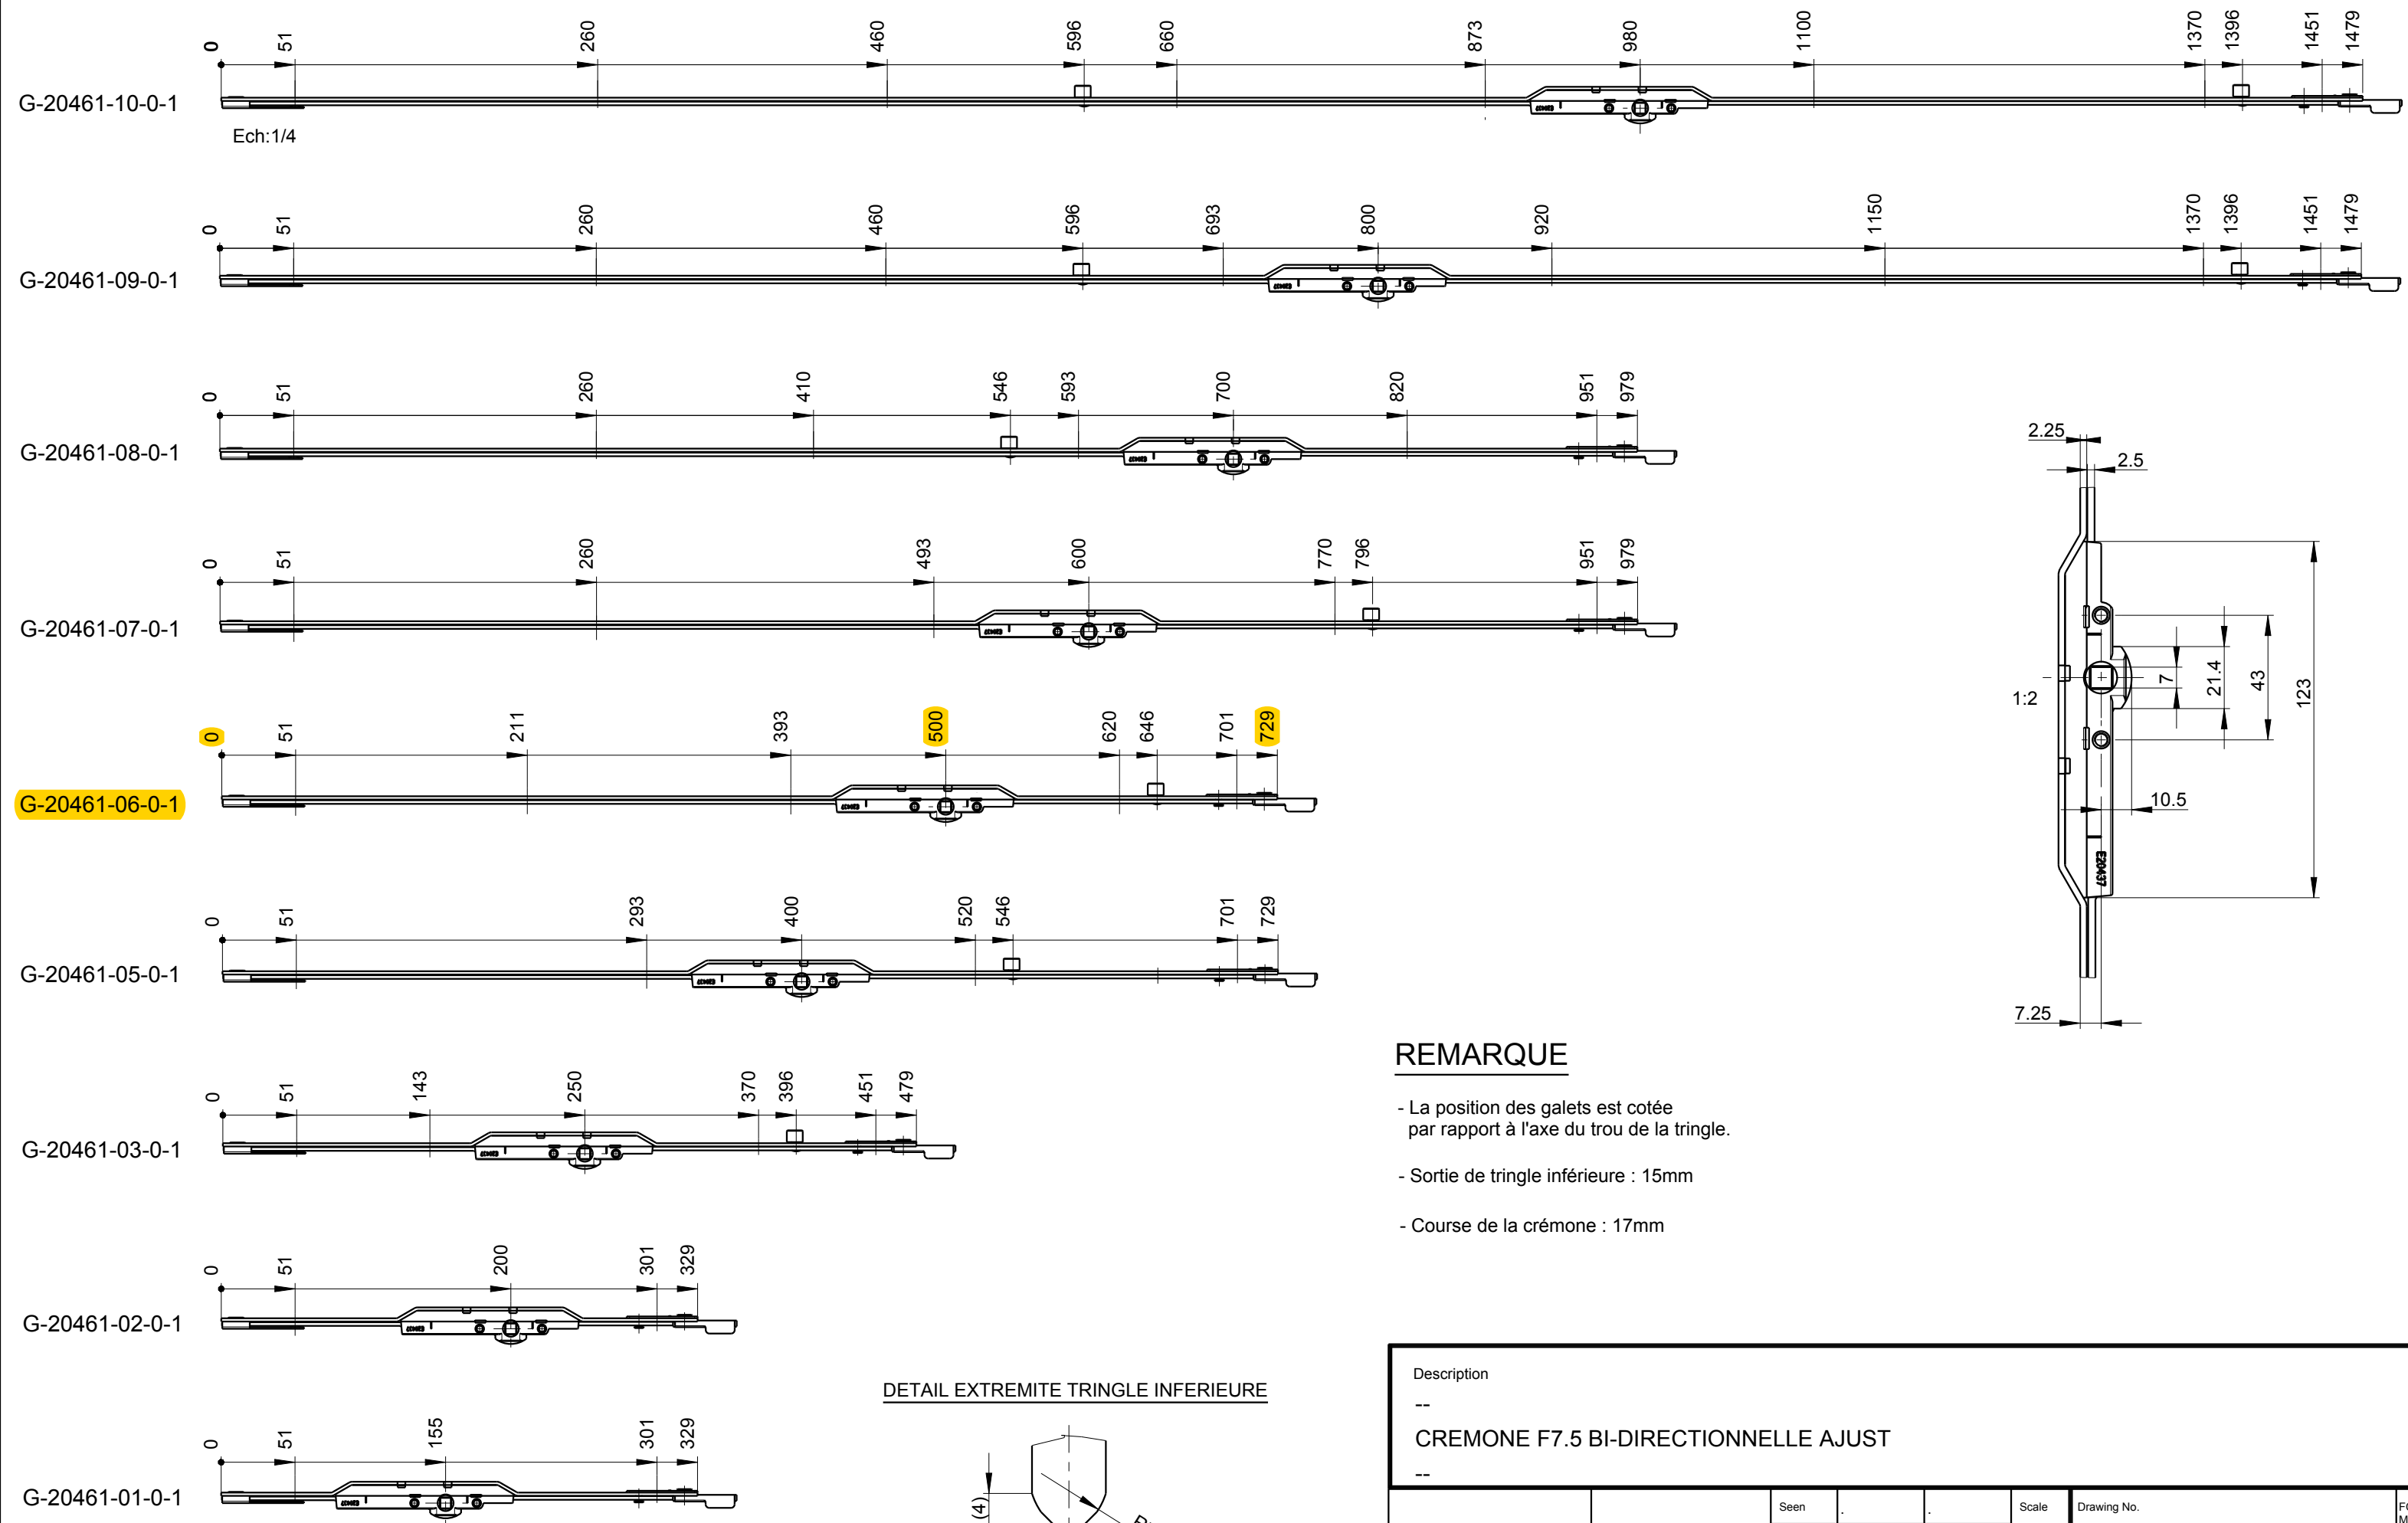 0 51 260 460 596 660 873 980 1100 1370 1396 1451 1479
G-20461-10-0-1
Ech:1/4
0 51 260 460 596 693 800 920 1150 1370 1396 1451 1479
G-20461-09-0-1
0 51 260 410 546 593 700 820 951 979
G-20461-08-0-1
0 51 260 493 600 770 796 951 979
G-20461-07-0-1
0 51 211 393 500 620 646 701 729
G-20461-06-0-1
0 51 293 400 520 546 701 729
G-20461-05-0-1
0 51 143 250 370 396 451 479
G-20461-03-0-1
0 51 200 301 329
G-20461-02-0-1
0 51 155 301 329
G-20461-01-0-1
2.25
2.5
1:2
7
21.4
43
123
10.5
E20437
7.25
REMARQUE
- La position des galets est cotée
par rapport à l'axe du trou de la tringle.
- Sortie de tringle inférieure : 15mm
- Course de la crémone : 17mm
DETAIL EXTREMITE TRINGLE INFERIEURE
(4)
Description
--
CREMONE F7.5 BI-DIRECTIONNELLE AJUST
--
Seen . . Scale Drawing No.